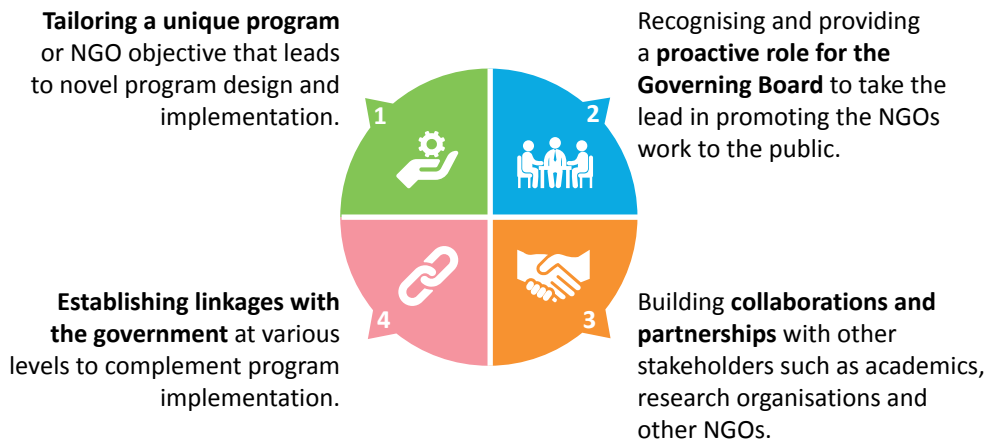 Tailoring a unique program
or NGO objective that leads
to novel program design and
implementation.
1
Recognising and providing
a proactive role for the
Governing Board to take the
lead in promoting the NGOs
work to the public.
2
Building collaborations and
partnerships with other
stakeholders such as academics,
research organisations and
other NGOs.
3
Establishing linkages with
the government at various
levels to complement program
implementation.
4